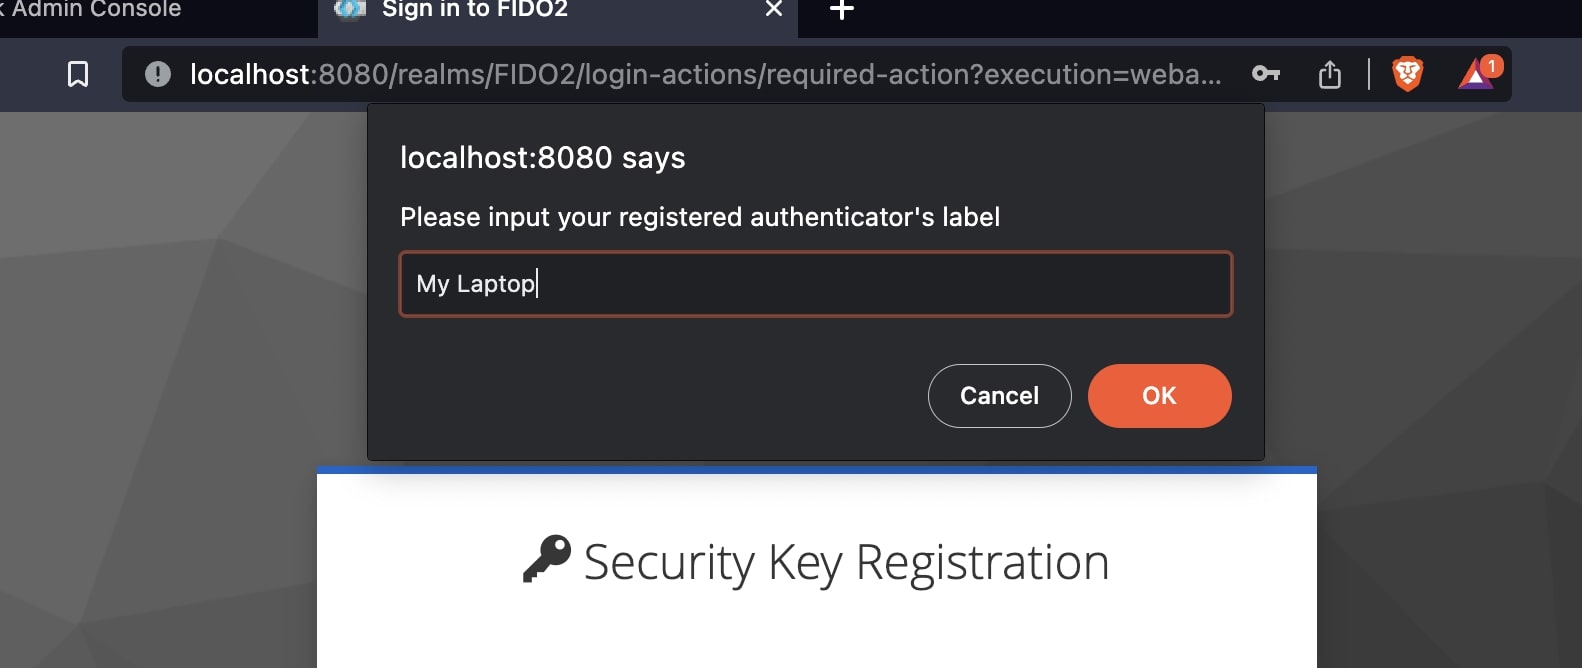 Admin Console
Sign in to FIDO2
localhost:8080/realms/FIDO2/login-actions/required-action?execution=weba...
1
localhost:8080 says
Please input your registered authenticator's label
My Laptop
Cancel
OK
Security Key Registration